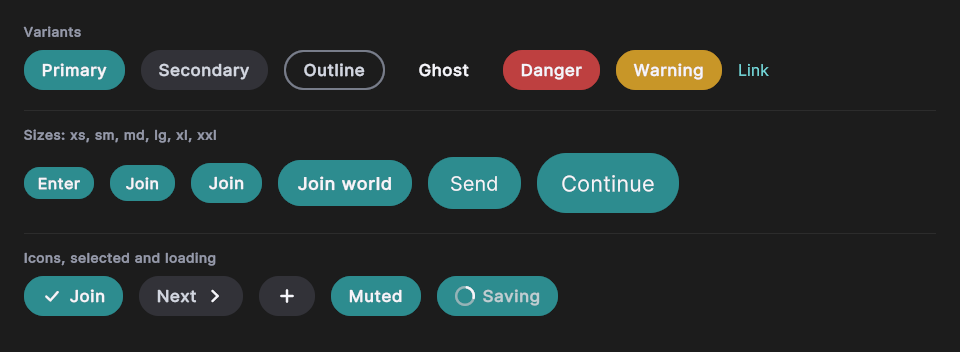 Variants
Primary Secondary Outline Ghost Danger Warning Link
Sizes: xs, sm, md, lg, xl, xxl
Enter Join Join Join world Send Continue
Icons, selected and loading
Join Next Muted Saving